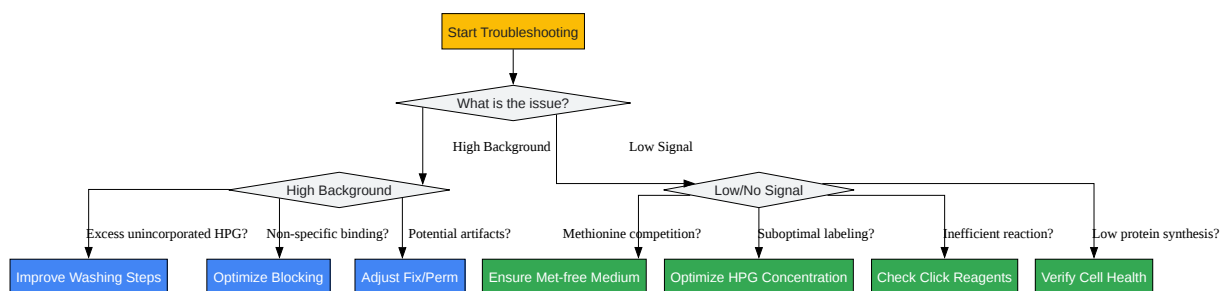 Start Troubleshooting
What is the issue?
High Background
Low Signal
High Background
Low/No Signal
Excess unincorporated HPG?
Non-specific binding?
Potential artifacts?
Methionine competition?
Suboptimal labeling?
Inefficient reaction?
Low protein synthesis?
Improve Washing Steps
Optimize Blocking
Adjust Fix/Perm
Ensure Met-free Medium
Optimize HPG Concentration
Check Click Reagents
Verify Cell Health